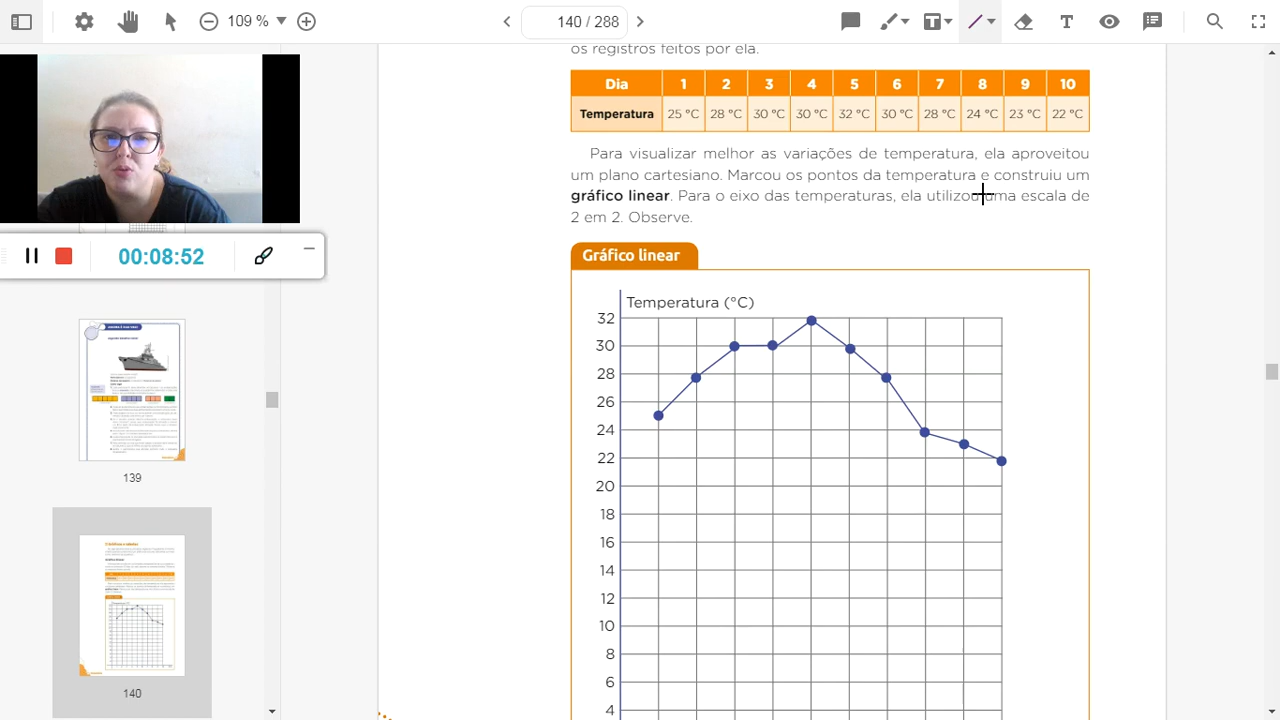 109 %
140 / 288
os registros feitos por ela.
Dia 1 2 3 4 5 6 7 8 9 10
Temperatura 25 °C 28 °C 30 °C 30 °C 32 °C 30 °C 28 °C 24 °C 23 °C 22 °C
Para visualizar melhor as variações de temperatura, ela aproveitou
um plano cartesiano. Marcou os pontos da temperatura e construiu um
gráfico linear. Para o eixo das temperaturas, ela utilizou uma escala de
2 em 2. Observe.
00:08:52
Gráfico linear
Temperatura (°C)
32
30
28
26
24
22
20
18
16
14
12
10
8
6
4
139
140